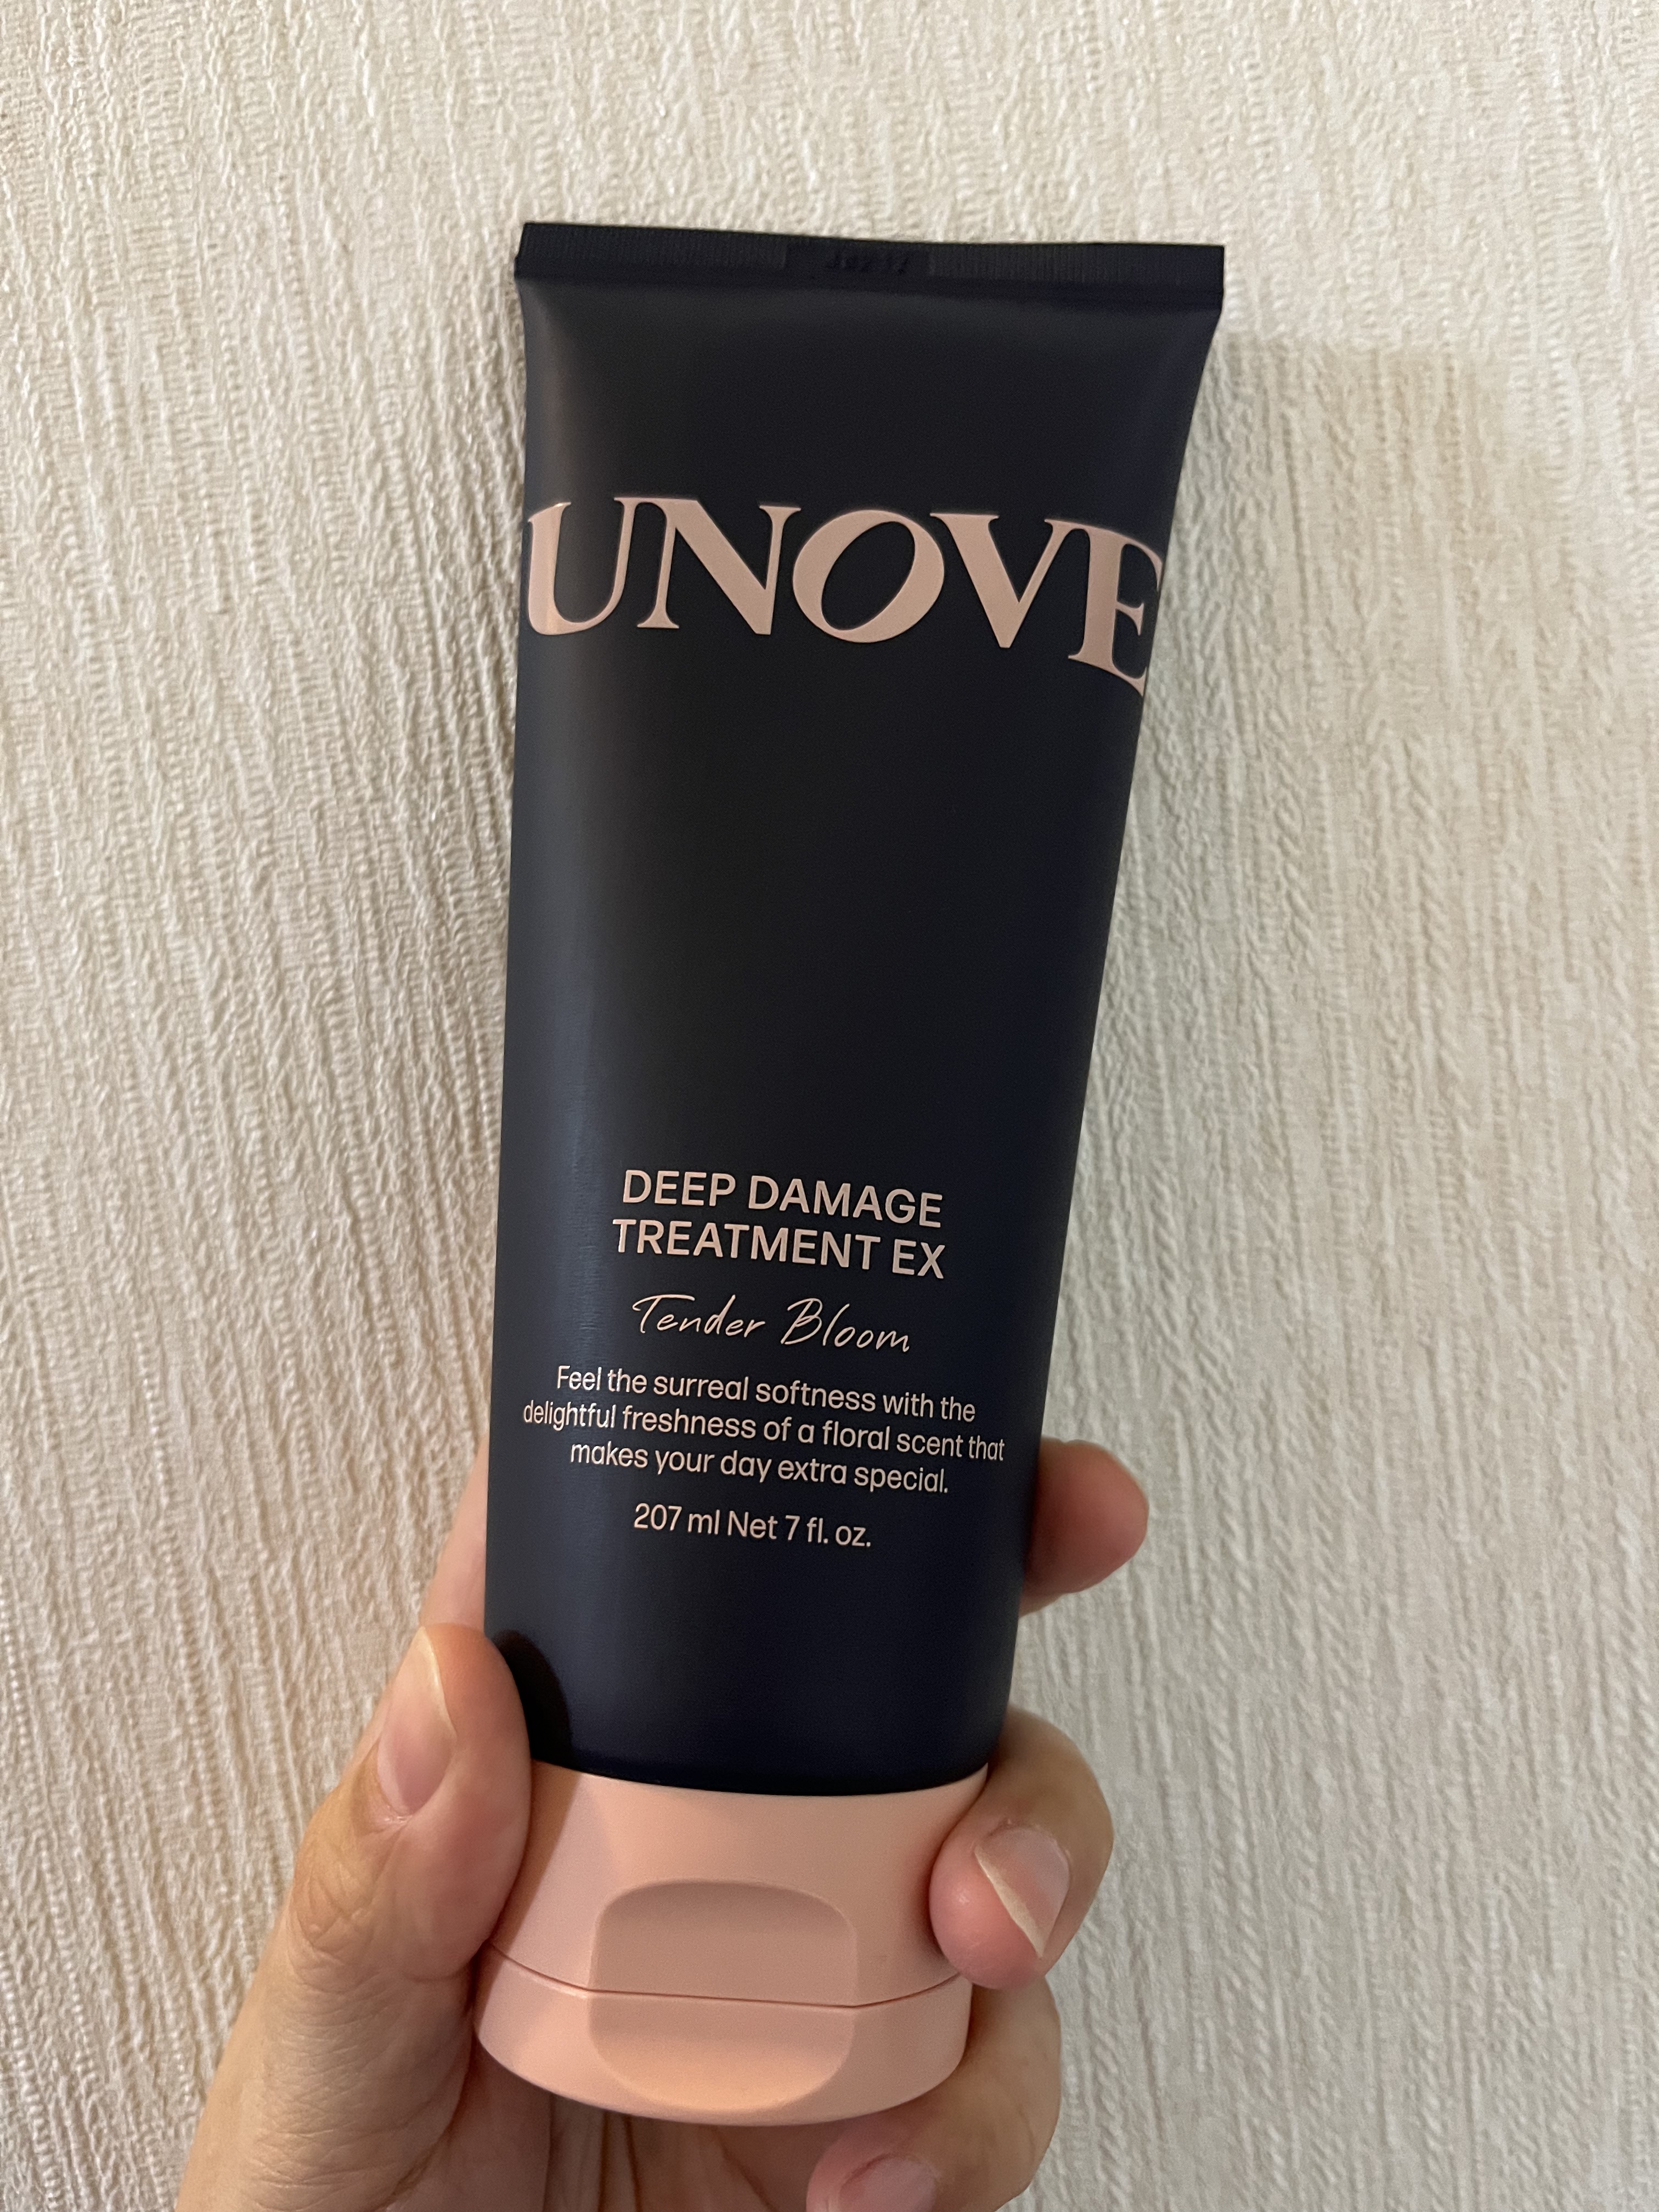 UNOVE
DEEP DAMAGE
TREATMENT EX
Tender Bloom
Feel the surreal softness with the
delightful freshness of a floral scent that
makes your day extra special.
207 ml Net 7 fl. oz.